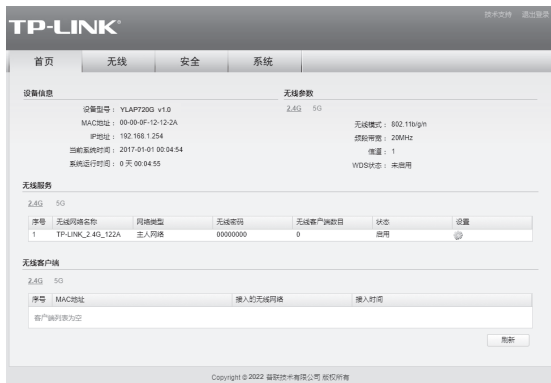 技术支持 退出登录
TP-LINK®
首页 无线 安全 系统
设备信息
设备型号： YLAP720G v1.0
MAC地址： 00-00-0F-12-12-2A
IP地址： 192.168.1.254
当前系统时间： 2017-01-01 00:04:54
系统运行时间： 0 天 00:04:55
无线参数
2.4G 5G
无线模式： 802.11b/g/n
频段带宽： 20MHz
信道： 1
WDS状态： 未启用
无线服务
2.4G 5G
序号 无线网络名称 网络类型 无线密码 无线客户端数目 状态 设置
1 TP-LINK_2.4G_122A 主人网络 00000000 0 启用
无线客户端
2.4G 5G
序号 MAC地址 接入的无线网络 接入时间
客户端列表为空
刷新
Copyright © 2022 普联技术有限公司 版权所有